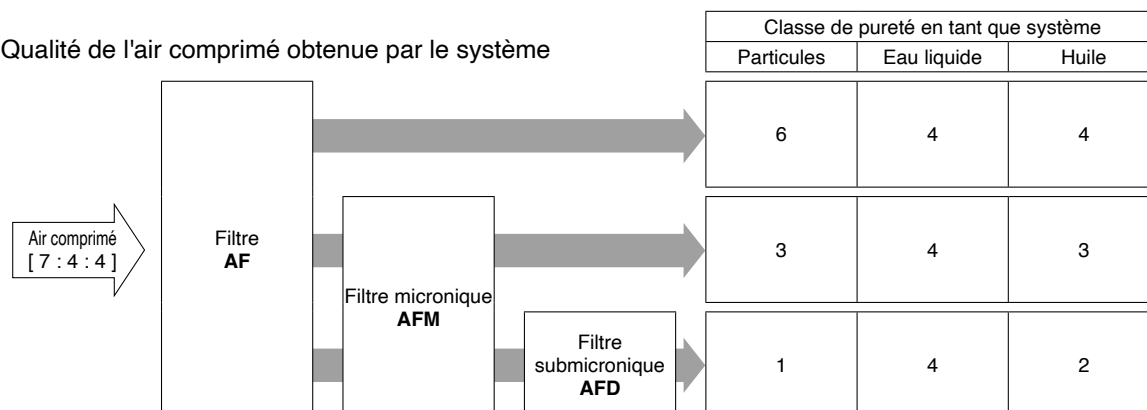 Qualité de l'air comprimé obtenue par le système
Classe de pureté en tant que système
Particules Eau liquide Huile
6 4 4
Air comprimé
[ 7 : 4 : 4 ]
Filtre
AF
3 4 3
Filtre micronique
AFM
Filtre
submicronique
AFD
1 4 2